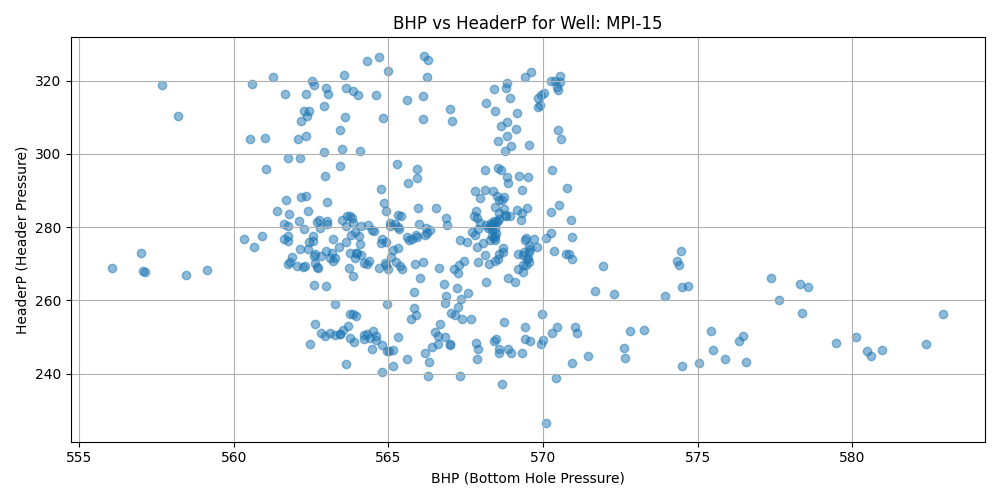 BHP vs HeaderP for Well: MPI-15
HeaderP (Header Pressure)
320
300
280
260
240
555 560 565 570 575 580
BHP (Bottom Hole Pressure)